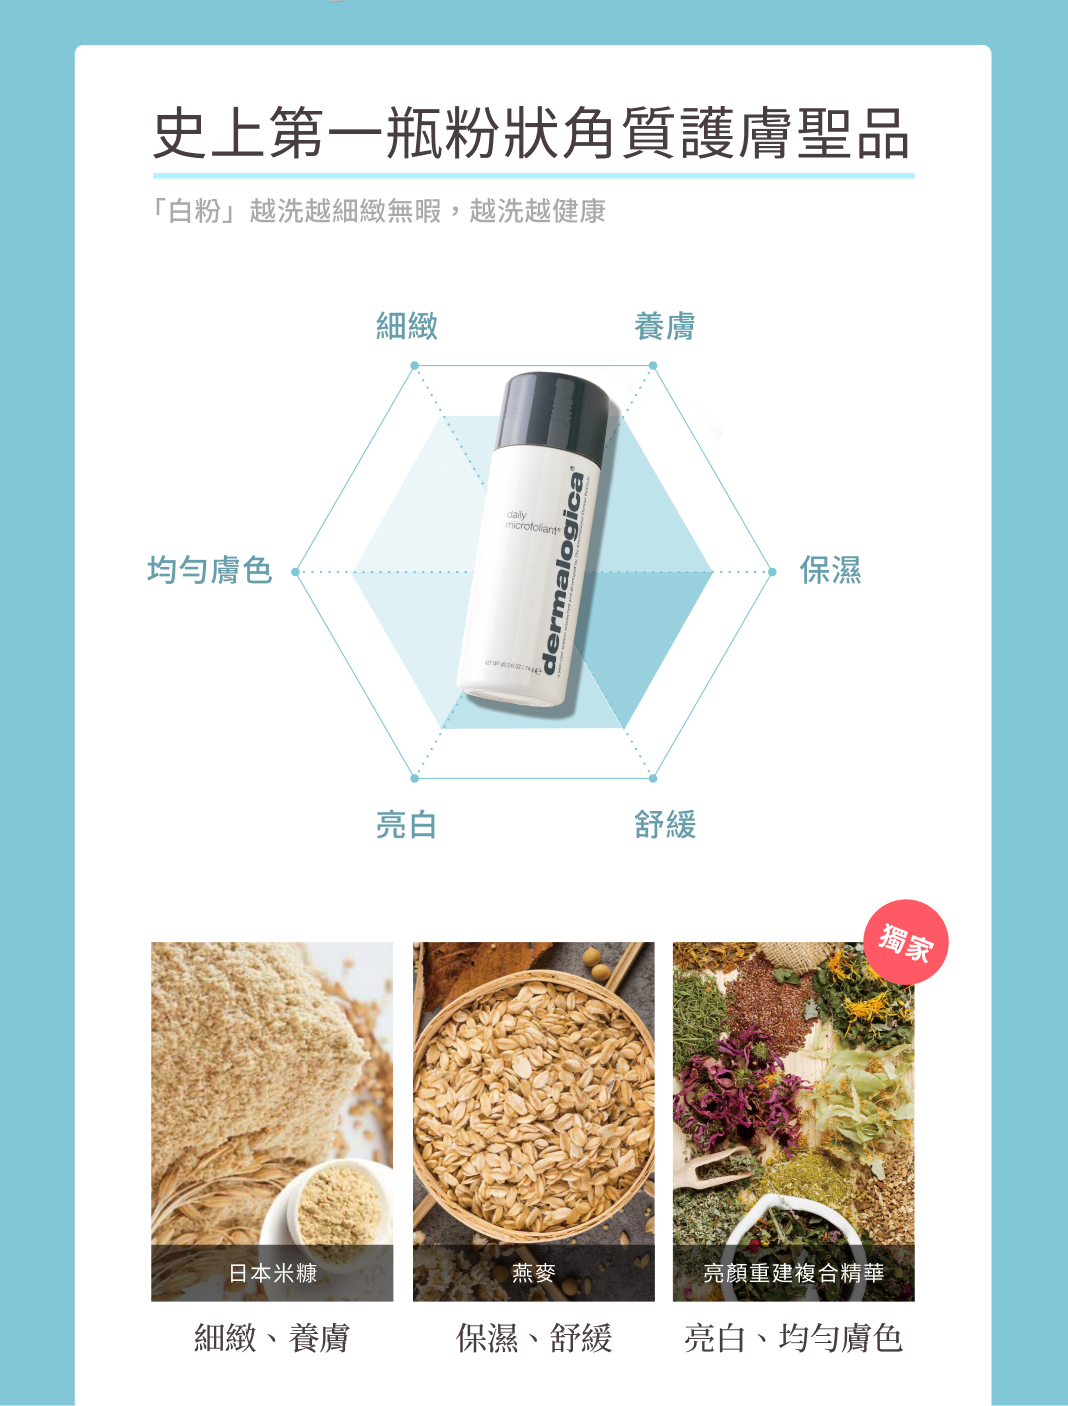 史上第一瓶粉狀角質護膚聖品
「白粉」越洗越細緻無暇，越洗越健康
細緻
養膚
均勻膚色
保濕
亮白
舒緩
daily
microfoliant®
dermalogica®
獨家
日本米糠
燕麥
亮顏重建複合精華
細緻、養膚
保濕、舒緩
亮白、均勻膚色